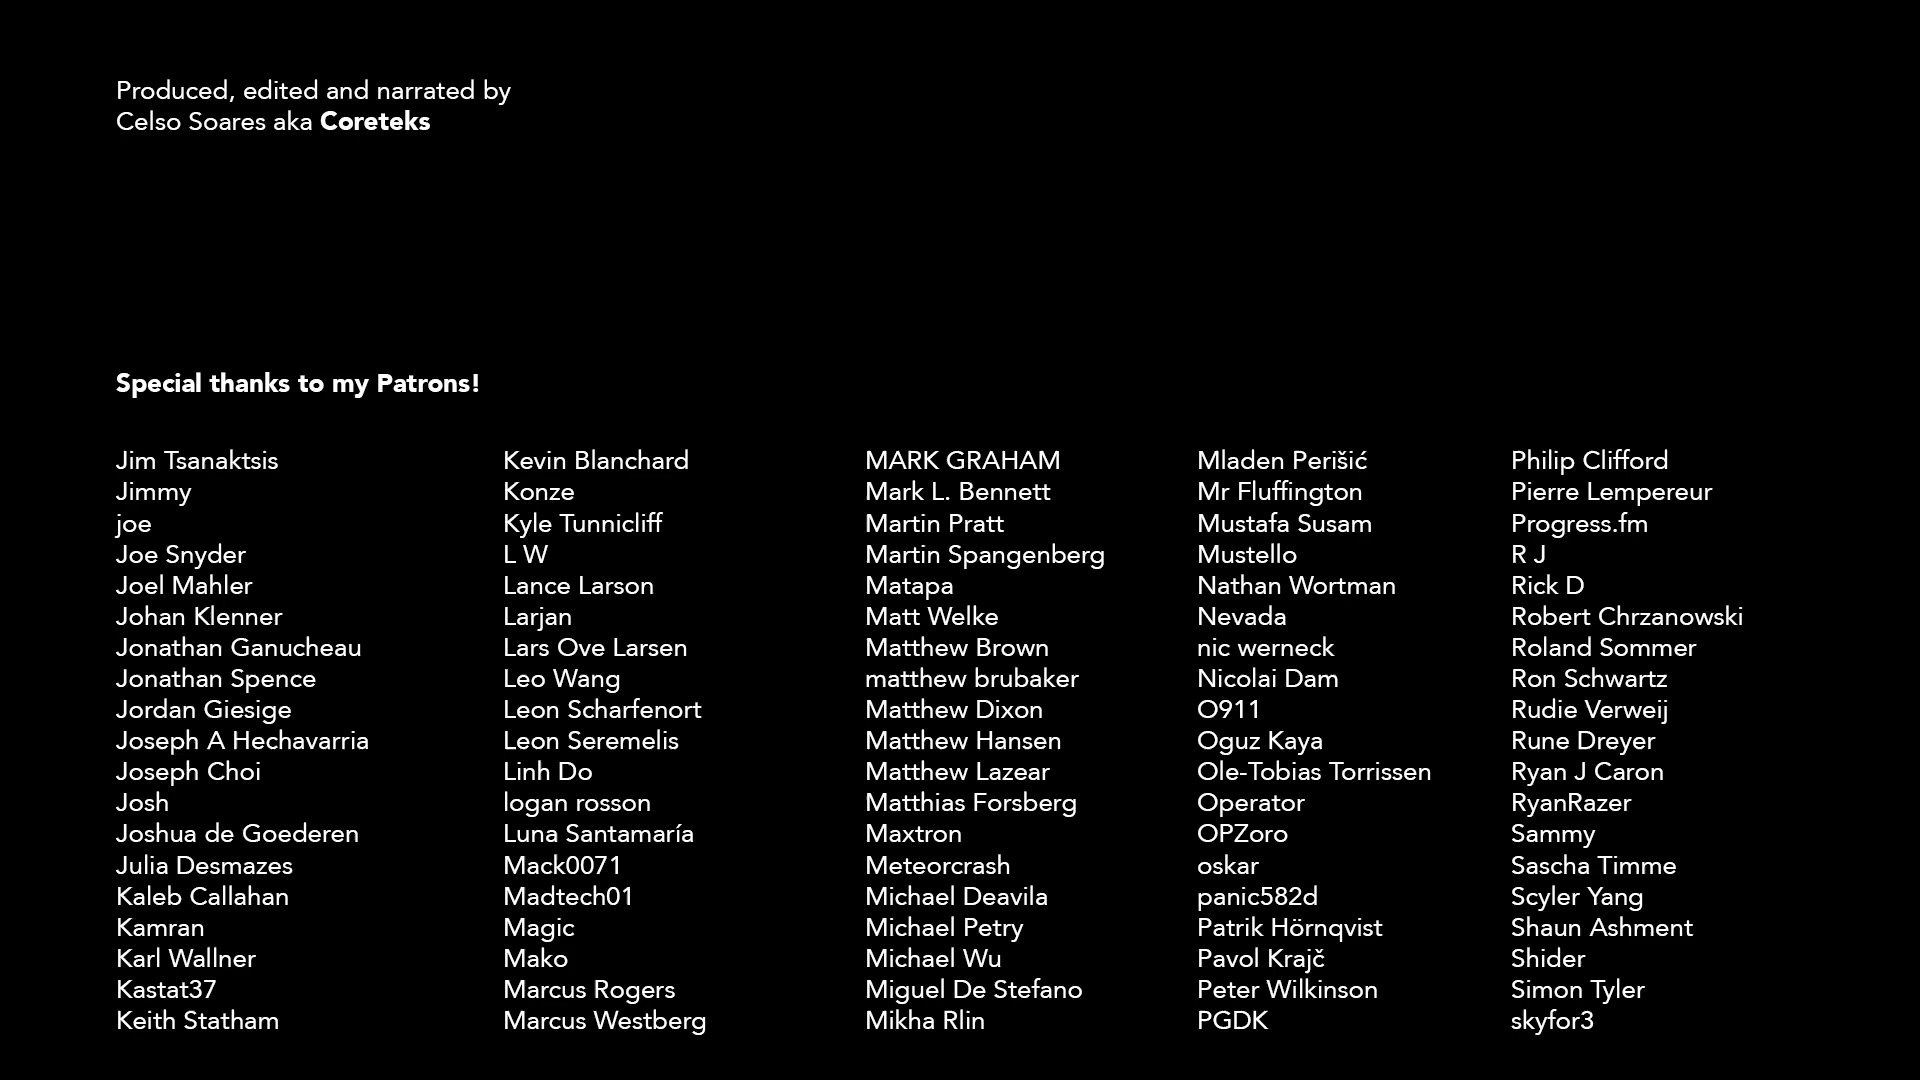 Produced, edited and narrated by
Celso Soares aka Coreteks
Special thanks to my Patrons!
Jim Tsanaktsis
Jimmy
joe
Joe Snyder
Joel Mahler
Johan Klenner
Jonathan Ganucheau
Jonathan Spence
Jordan Giesige
Joseph A Hechavarria
Joseph Choi
Josh
Joshua de Goederen
Julia Desmazes
Kaleb Callahan
Kamran
Karl Wallner
Kastat37
Keith Statham
Kevin Blanchard
Konze
Kyle Tunnicliff
L W
Lance Larson
Larjan
Lars Ove Larsen
Leo Wang
Leon Scharfenort
Leon Seremelis
Linh Do
logan rosson
Luna Santamaría
Mack0071
Madtech01
Magic
Mako
Marcus Rogers
Marcus Westberg
MARK GRAHAM
Mark L. Bennett
Martin Pratt
Martin Spangenberg
Matapa
Matt Welke
Matthew Brown
matthew brubaker
Matthew Dixon
Matthew Hansen
Matthew Lazear
Matthias Forsberg
Maxtron
Meteorcrash
Michael Deavila
Michael Petry
Michael Wu
Miguel De Stefano
Mikha Rlin
Mladen Perišić
Mr Fluffington
Mustafa Susam
Mustello
Nathan Wortman
Nevada
nic werneck
Nicolai Dam
O911
Oguz Kaya
Ole-Tobias Torrissen
Operator
OPZoro
oskar
panic582d
Patrik Hörnqvist
Pavol Krajč
Peter Wilkinson
PGDK
Philip Clifford
Pierre Lempereur
Progress.fm
R J
Rick D
Robert Chrzanowski
Roland Sommer
Ron Schwartz
Rudie Verweij
Rune Dreyer
Ryan J Caron
RyanRazer
Sammy
Sascha Timme
Scyler Yang
Shaun Ashment
Shider
Simon Tyler
skyfor3